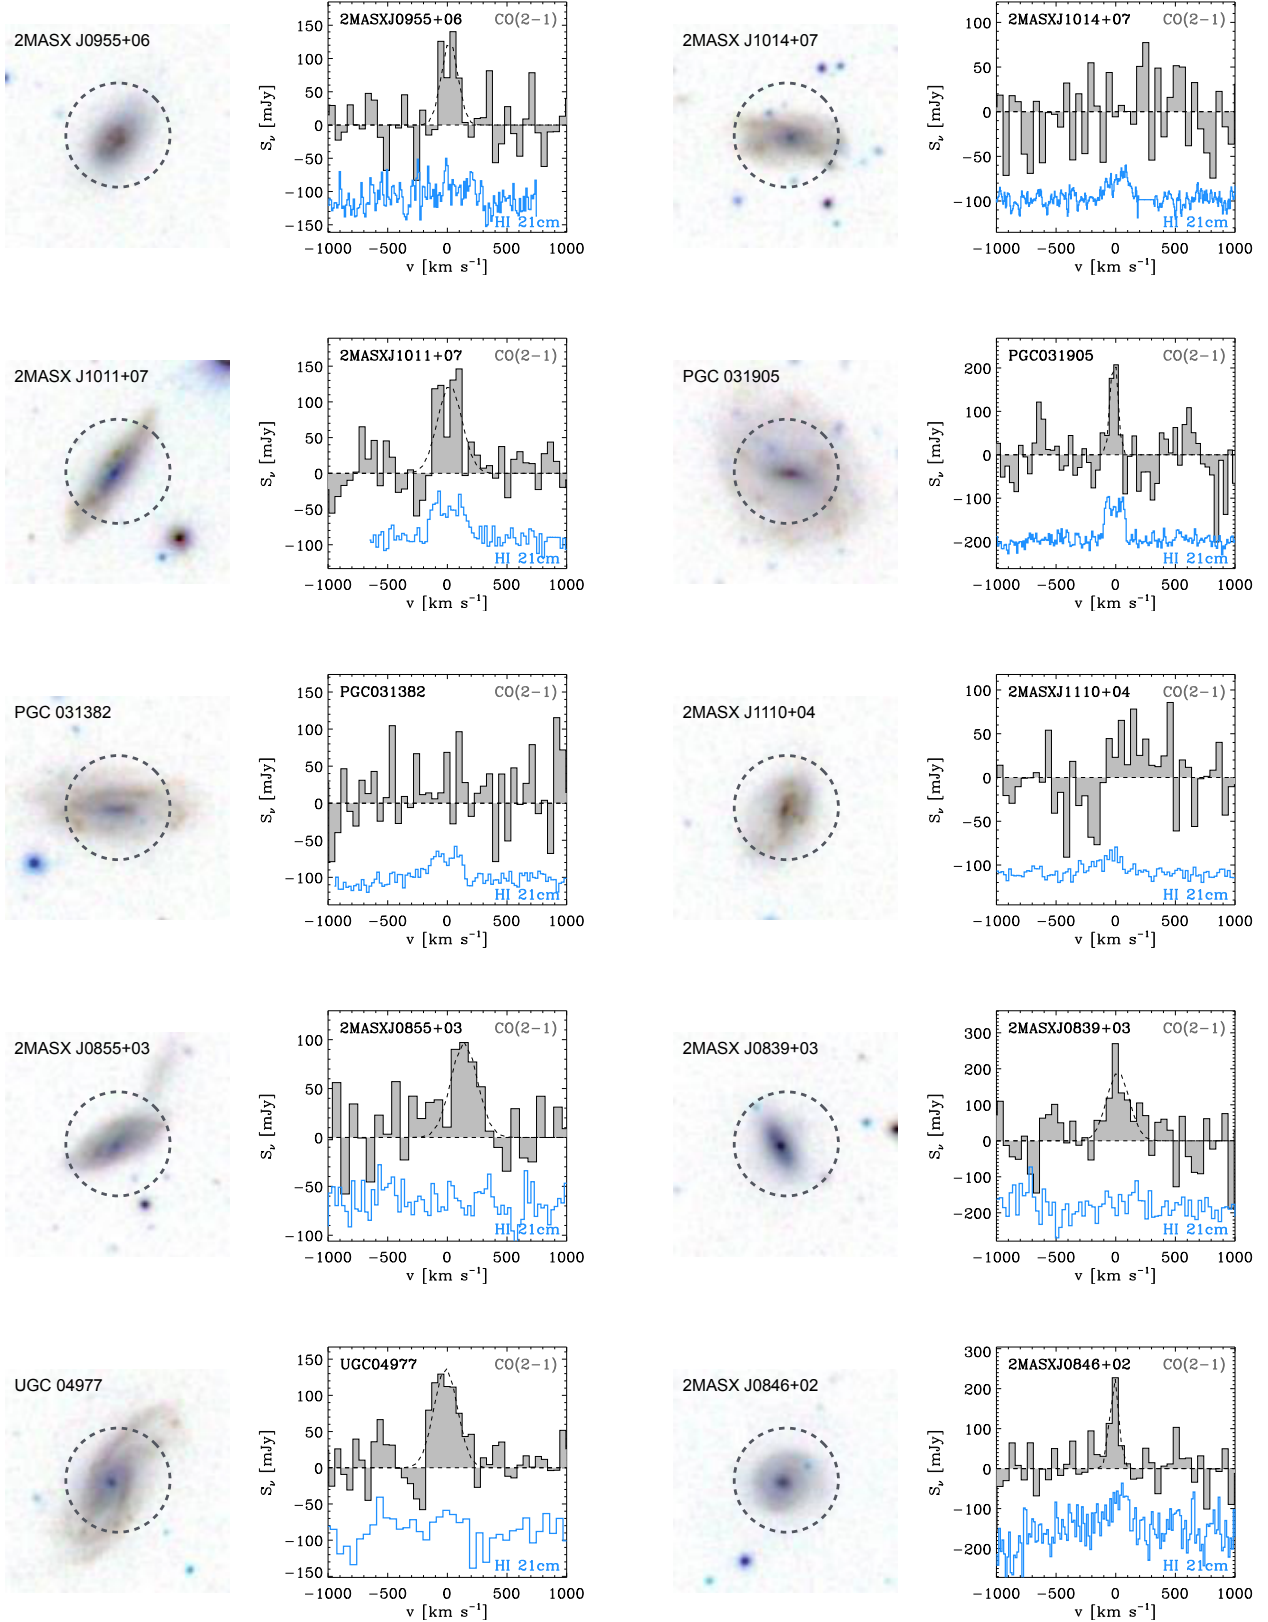 2MASX J0955+06
2MASXJ0955+06 CO(2−1)
150
100
50
0
−50
−100
−150
Sν [mJy]
HI 21cm
−1000 −500 0 500 1000
v [km s⁻¹]
2MASX J1014+07
2MASXJ1014+07 CO(2−1)
100
50
0
−50
−100
Sν [mJy]
HI 21cm
−1000 −500 0 500 1000
v [km s⁻¹]
2MASX J1011+07
2MASXJ1011+07 CO(2−1)
150
100
50
0
−50
−100
Sν [mJy]
HI 21cm
−1000 −500 0 500 1000
v [km s⁻¹]
PGC 031905
PGC031905 CO(2−1)
200
100
0
−100
−200
Sν [mJy]
HI 21cm
−1000 −500 0 500 1000
v [km s⁻¹]
PGC 031382
PGC031382 CO(2−1)
150
100
50
0
−50
−100
Sν [mJy]
HI 21cm
−1000 −500 0 500 1000
v [km s⁻¹]
2MASX J1110+04
2MASXJ1110+04 CO(2−1)
100
50
0
−50
−100
Sν [mJy]
HI 21cm
−1000 −500 0 500 1000
v [km s⁻¹]
2MASX J0855+03
2MASXJ0855+03 CO(2−1)
100
50
0
−50
−100
Sν [mJy]
HI 21cm
−1000 −500 0 500 1000
v [km s⁻¹]
2MASX J0839+03
2MASXJ0839+03 CO(2−1)
300
200
100
0
−100
−200
Sν [mJy]
HI 21cm
−1000 −500 0 500 1000
v [km s⁻¹]
UGC 04977
UGC04977 CO(2−1)
150
100
50
0
−50
−100
−150
Sν [mJy]
HI 21cm
−1000 −500 0 500 1000
v [km s⁻¹]
2MASX J0846+02
2MASXJ0846+02 CO(2−1)
300
200
100
0
−100
−200
Sν [mJy]
HI 21cm
−1000 −500 0 500 1000
v [km s⁻¹]